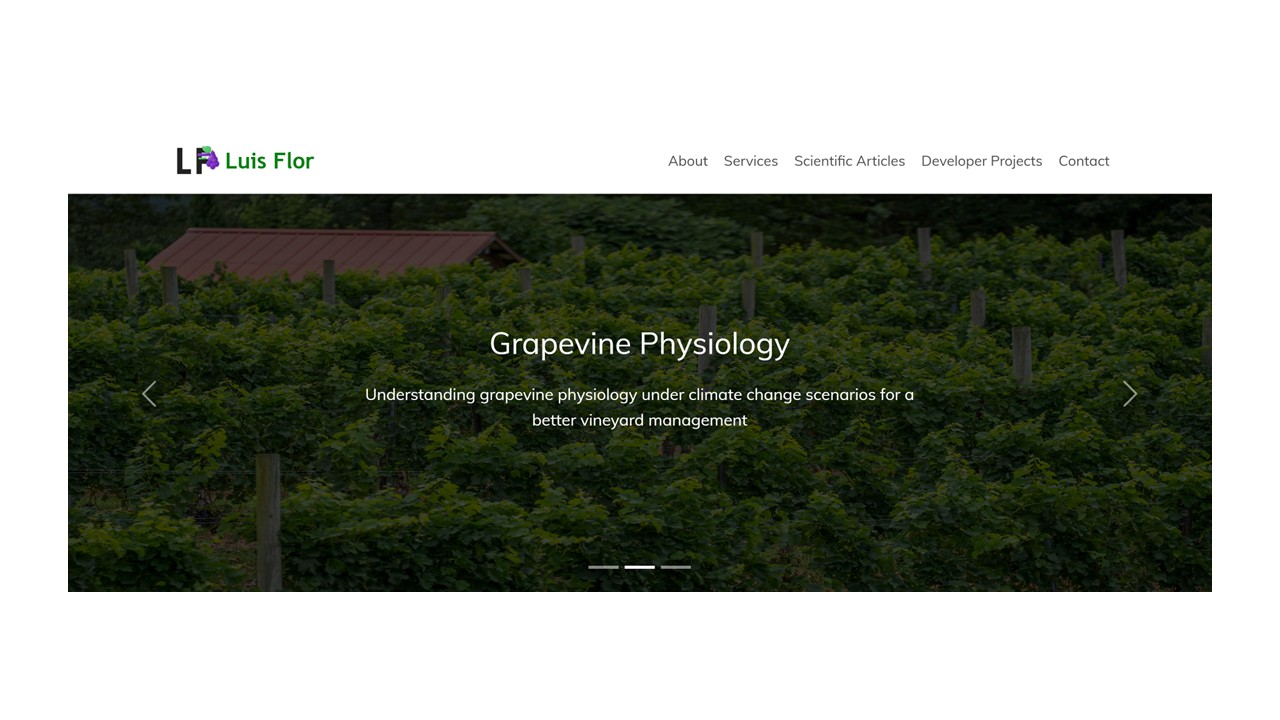 LF Luis Flor
About Services Scientific Articles Developer Projects Contact
Grapevine Physiology
Understanding grapevine physiology under climate change scenarios for a
better vineyard management